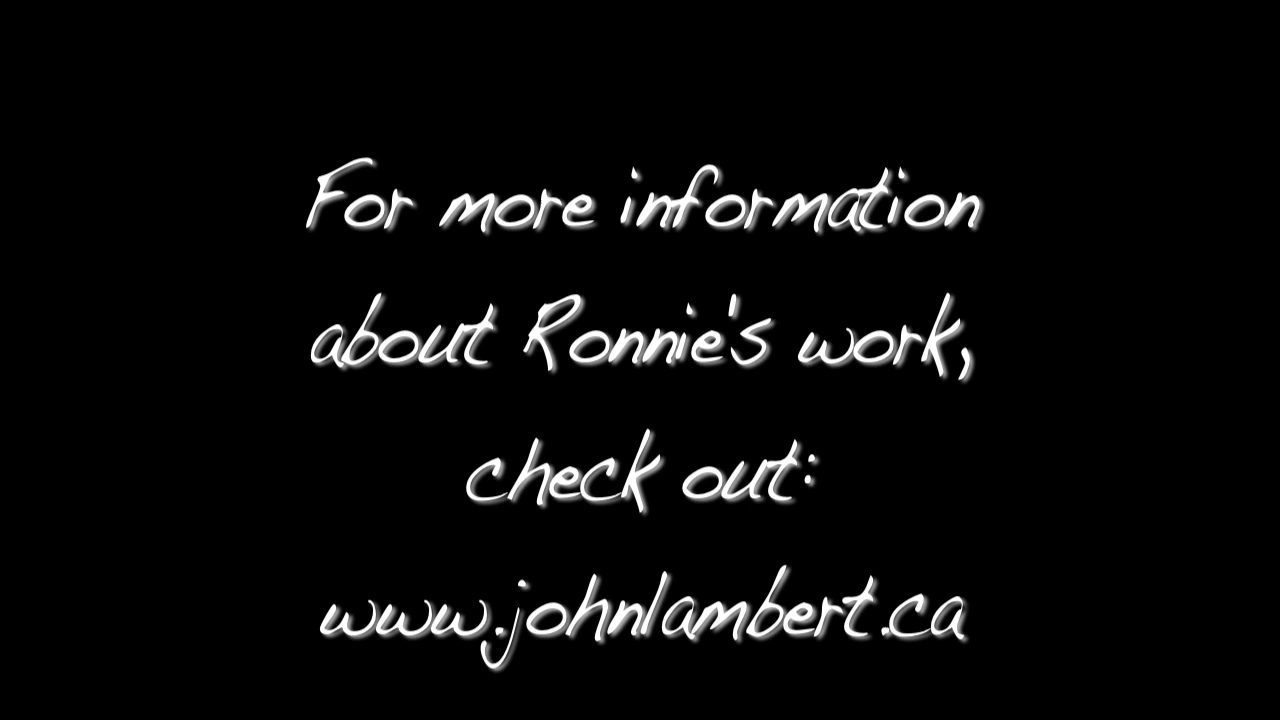 For more information
about Ronnie's work,
check out:
www.johnlambert.ca